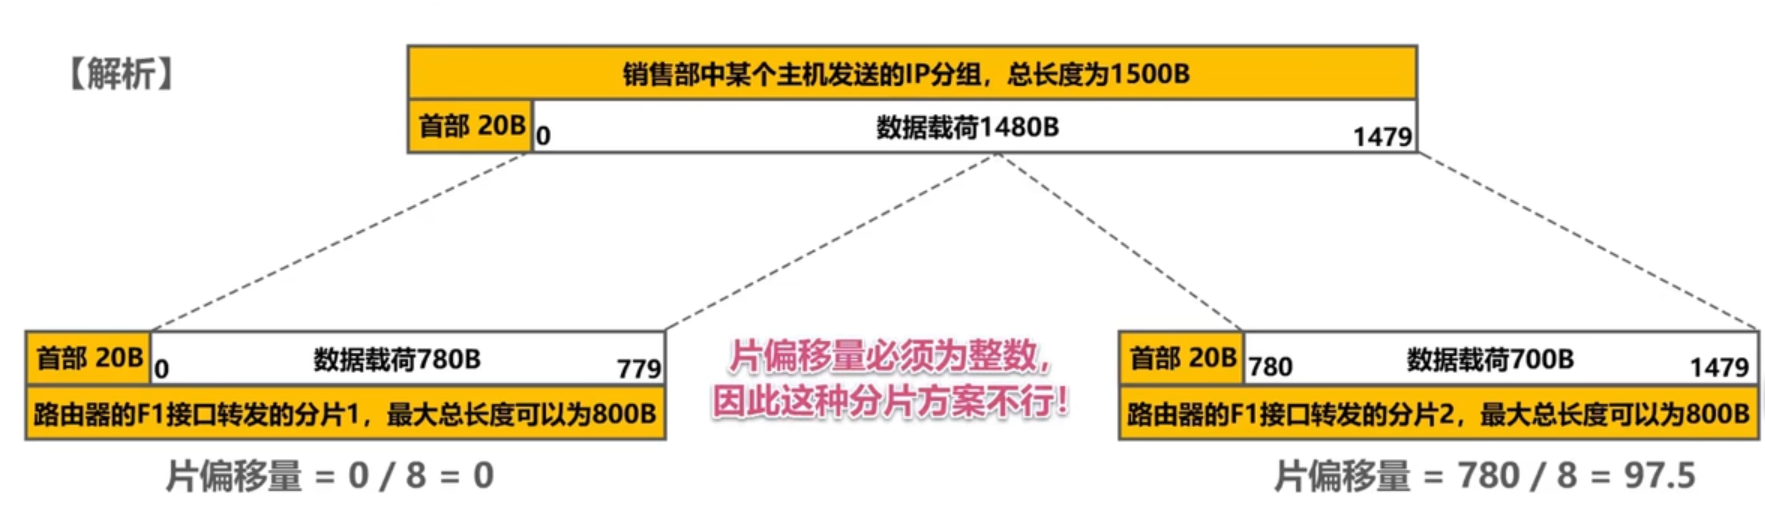 【解析】
销售部中某个主机发送的IP分组，总长度为1500B
首部 20B
0
数据载荷1480B
1479
首部 20B
0
数据载荷780B
779
路由器的F1接口转发的分片1，最大总长度可以为800B
片偏移量 = 0 / 8 = 0
片偏移量必须为整数，
因此这种分片方案不行！
首部 20B
780
数据载荷700B
1479
路由器的F1接口转发的分片2，最大总长度可以为800B
片偏移量 = 780 / 8 = 97.5